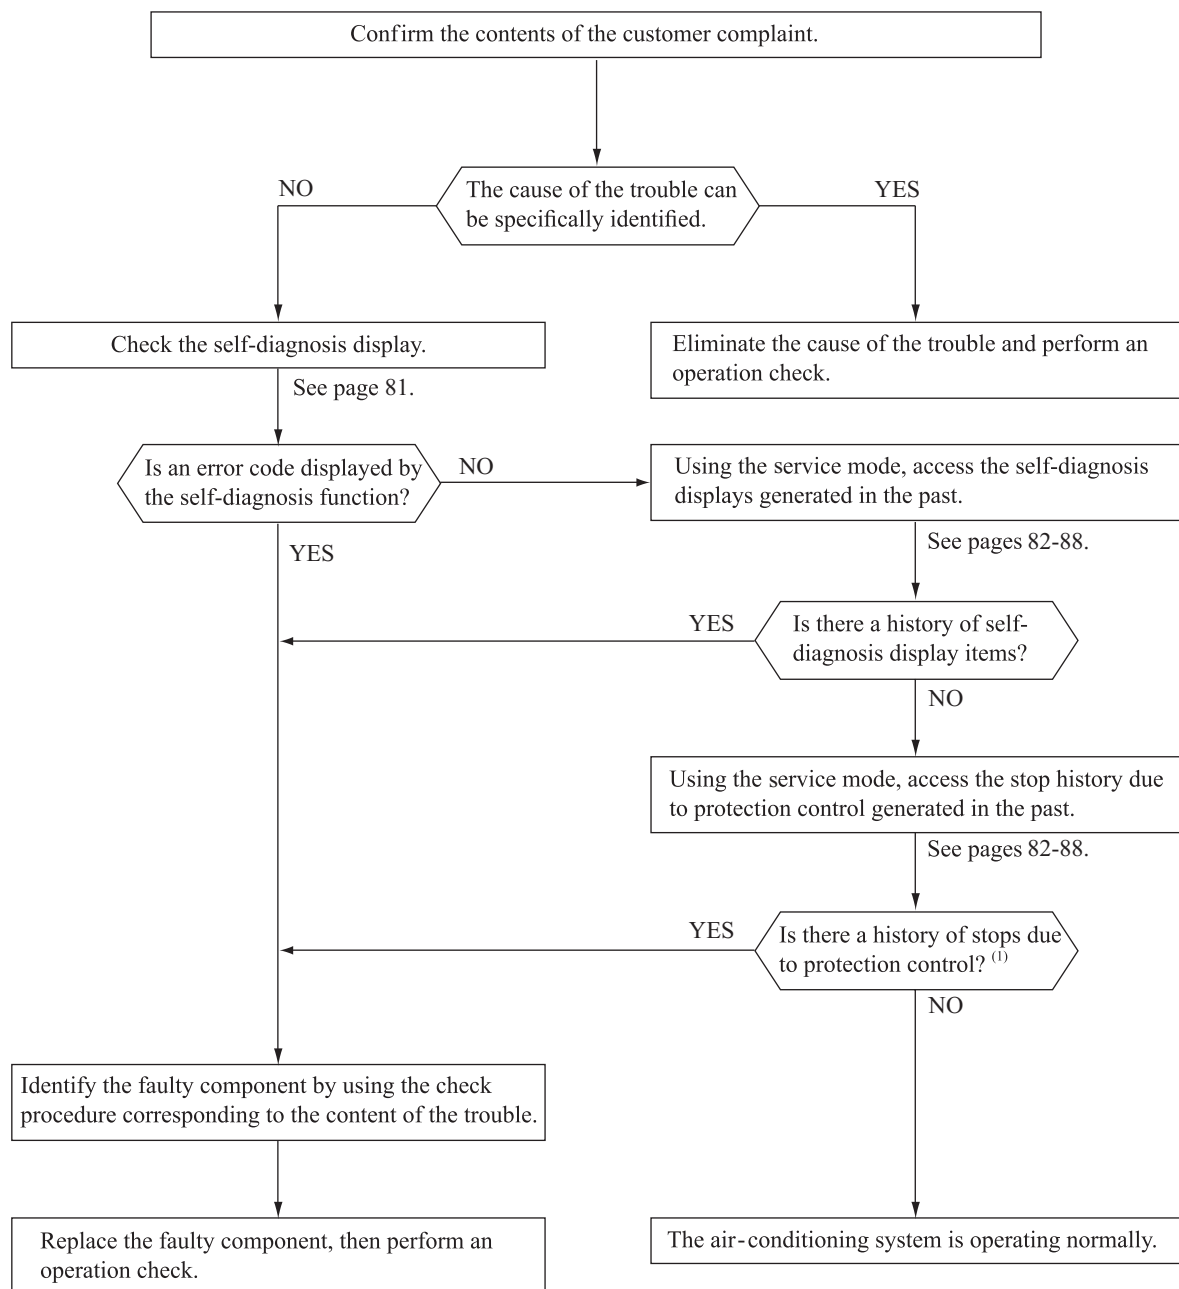 Confirm the contents of the customer complaint.
NO
The cause of the trouble can
be specifically identified.
YES
Check the self-diagnosis display.
See page 81.
Eliminate the cause of the trouble and perform an
operation check.
Is an error code displayed by
the self-diagnosis function?
NO
YES
Using the service mode, access the self-diagnosis
displays generated in the past.
See pages 82-88.
YES
Is there a history of self-
diagnosis display items?
NO
Using the service mode, access the stop history due
to protection control generated in the past.
See pages 82-88.
YES
Is there a history of stops due
to protection control? (1)
NO
Identify the faulty component by using the check
procedure corresponding to the content of the trouble.
Replace the faulty component, then perform an
operation check.
The air-conditioning system is operating normally.